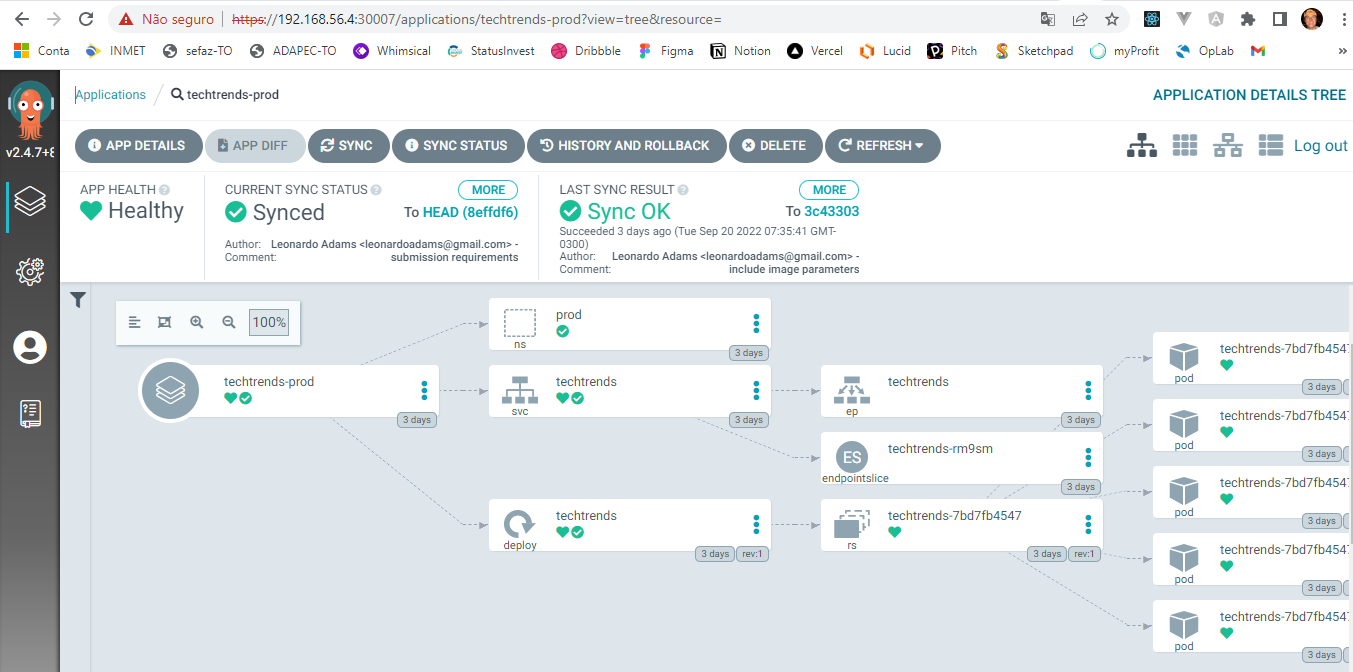 Não seguro https://192.168.56.4:30007/applications/techtrends-prod?view=tree&resource=
Conta INMET sefaz-TO ADAPEC-TO Whimsical StatusInvest Dribbble Figma Notion Vercel Lucid Pitch Sketchpad myProfit OpLab »
v2.4.7+8
Applications / techtrends-prod APPLICATION DETAILS TREE
APP DETAILS APP DIFF SYNC SYNC STATUS HISTORY AND ROLLBACK DELETE REFRESH Log out
APP HEALTH
Healthy
CURRENT SYNC STATUS MORE
Synced To HEAD (8effdf6)
Author: Leonardo Adams <leonardoadams@gmail.com> -
Comment: submission requirements
LAST SYNC RESULT MORE
Sync OK To 3c43303
Succeeded 3 days ago (Tue Sep 20 2022 07:35:41 GMT-
0300)
Author: Leonardo Adams <leonardoadams@gmail.com> -
Comment: include image parameters
100%
techtrends-prod
3 days
prod
ns
3 days
techtrends
svc
3 days
techtrends
deploy
3 days rev:1
techtrends
ep
3 days
ES
techtrends-rm9sm
endpointslice
3 days
techtrends-7bd7fb4547
rs
3 days rev:1
techtrends-7bd7fb4547
pod
3 days
techtrends-7bd7fb4547
pod
3 days
techtrends-7bd7fb4547
pod
3 days
techtrends-7bd7fb4547
pod
3 days
techtrends-7bd7fb4547
pod
3 days